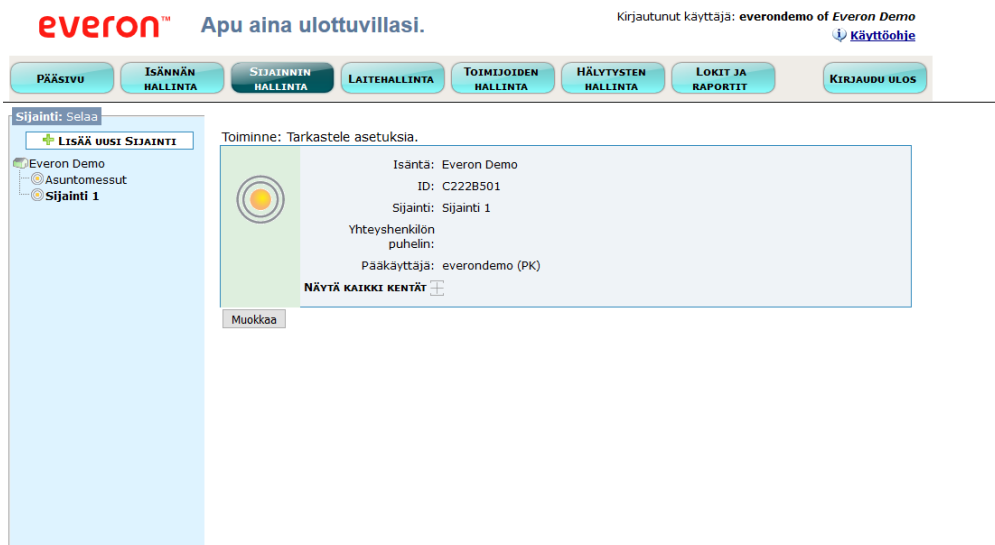 everon™
Apu aina ulottuvillasi.
Kirjautunut käyttäjä: everondemo of Everon Demo
Käyttöohje
Pääsivu
Isännän
hallinta
Sijainnin
hallinta
Laitehallinta
Toimijoiden
hallinta
Hälytysten
hallinta
Lokit ja
raportit
Kirjaudu ulos
Sijainti: Selaa
Lisää uusi Sijainti
Everon Demo
Asuntomessut
Sijainti 1
Toiminne: Tarkastele asetuksia.
Isäntä: Everon Demo
ID: C222B501
Sijainti: Sijainti 1
Yhteyshenkilön
puhelin:
Pääkäyttäjä: everondemo (PK)
Näytä kaikki kentät
Muokkaa